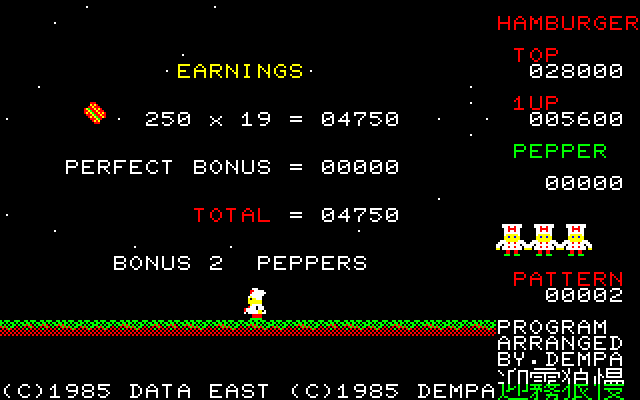 HAMBURGER
TOP
028000
1UP
005600
PEPPER
00000
PATTERN
00002
PROGRAM
ARRANGED
BY.DEMPA
EARNINGS
250 x 19 = 04750
PERFECT BONUS = 00000
TOTAL = 04750
BONUS 2 PEPPERS
(C)1985 DATA EAST (C)1985 DEMPA